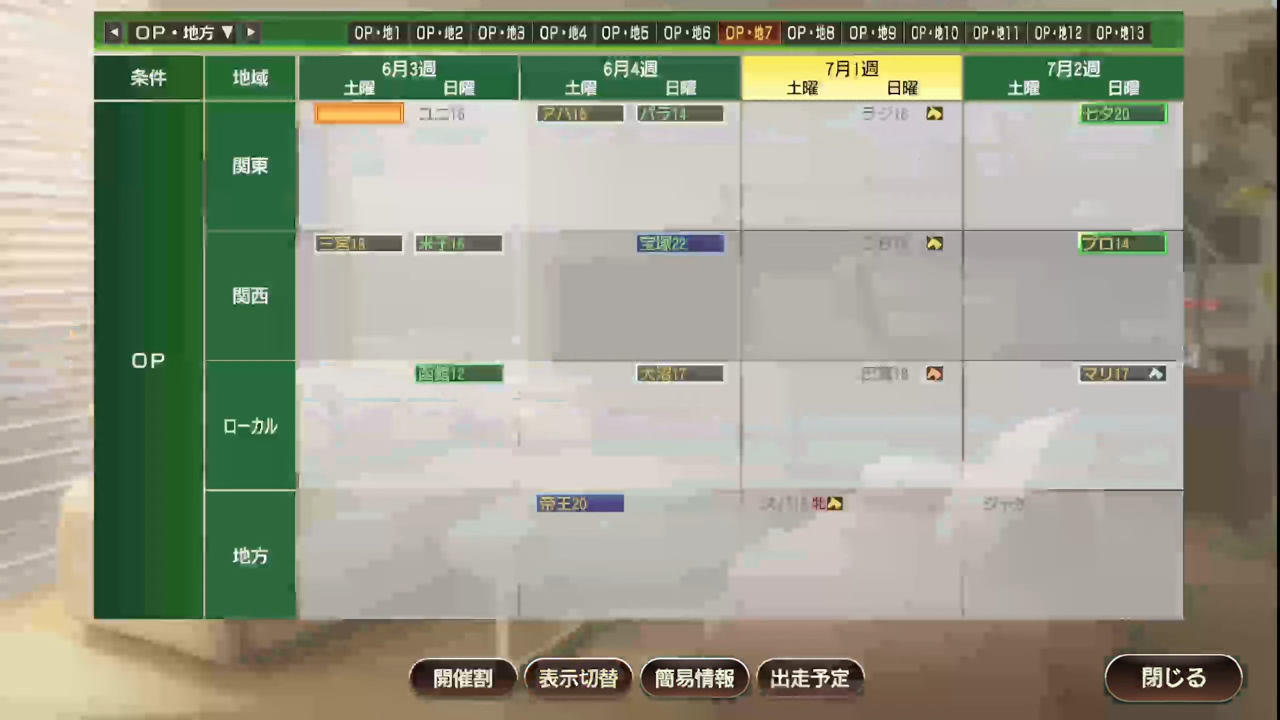 OP・地方▼ OP・地1 OP・地2 OP・地3 OP・地4 OP・地5 OP・地6 OP・地7 OP・地8 OP・地9 OP・地10 OP・地11 OP・地12 OP・地13
条件 地域 6月3週 6月4週 7月1週 7月2週
土曜 日曜 土曜 日曜 土曜 日曜 土曜 日曜
OP
関東 ユニ16 アハ16 パラ14 ラジ16 七夕20
関西 三宮18 米子16 宝塚22 プロ14
ローカル 函館12 大沼17 巴賞18 マリ17
地方 帝王20 牝
開催割 表示切替 簡易情報 出走予定 閉じる